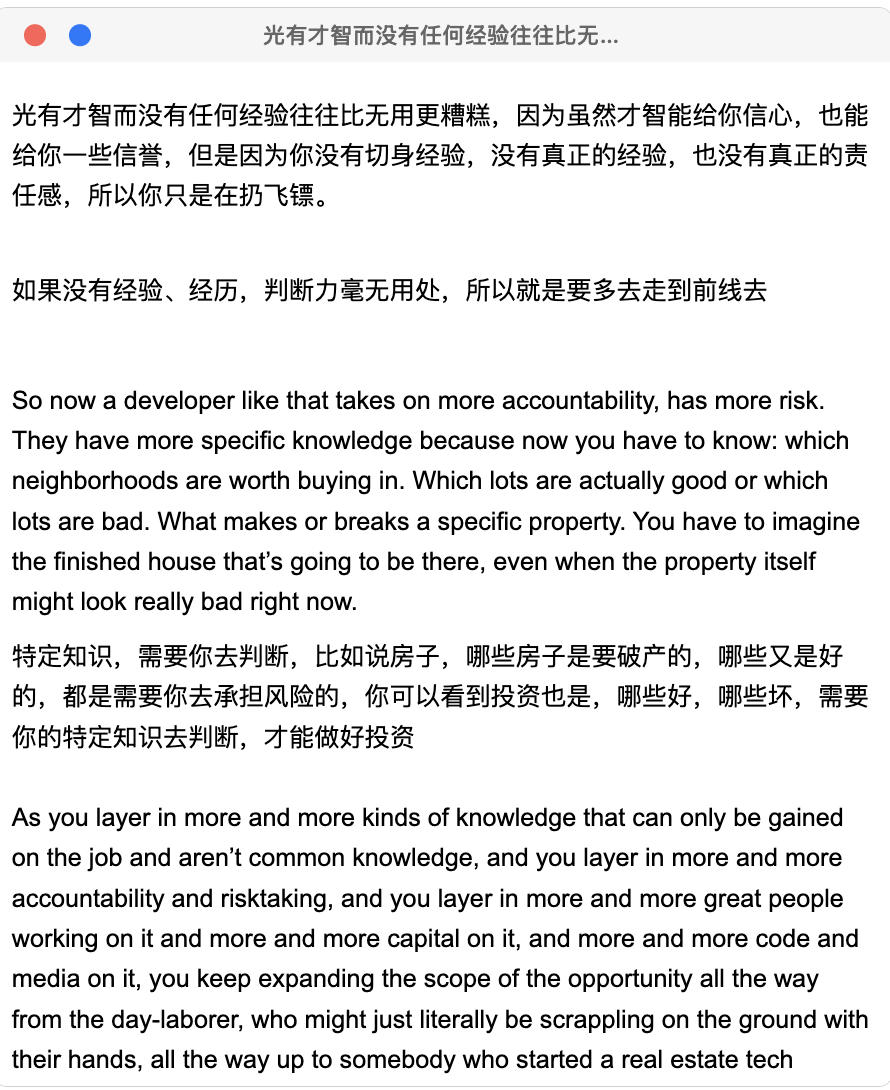 光有才智而没有任何经验往往比无...
光有才智而没有任何经验往往比无用更糟糕，因为虽然才智能给你信心，也能
给你一些信誉，但是因为你没有切身经验，没有真正的经验，也没有真正的责
任感，所以你只是在扔飞镖。
如果没有经验、经历，判断力毫无用处，所以就是要多去走到前线去
So now a developer like that takes on more accountability, has more risk.
They have more specific knowledge because now you have to know: which
neighborhoods are worth buying in. Which lots are actually good or which
lots are bad. What makes or breaks a specific property. You have to imagine
the finished house that’s going to be there, even when the property itself
might look really bad right now.
特定知识，需要你去判断，比如说房子，哪些房子是要破产的，哪些又是好
的，都是需要你去承担风险的，你可以看到投资也是，哪些好，哪些坏，需要
你的特定知识去判断，才能做好投资
As you layer in more and more kinds of knowledge that can only be gained
on the job and aren’t common knowledge, and you layer in more and more
accountability and risktaking, and you layer in more and more great people
working on it and more and more capital on it, and more and more code and
media on it, you keep expanding the scope of the opportunity all the way
from the day-laborer, who might just literally be scrappling on the ground with
their hands, all the way up to somebody who started a real estate tech